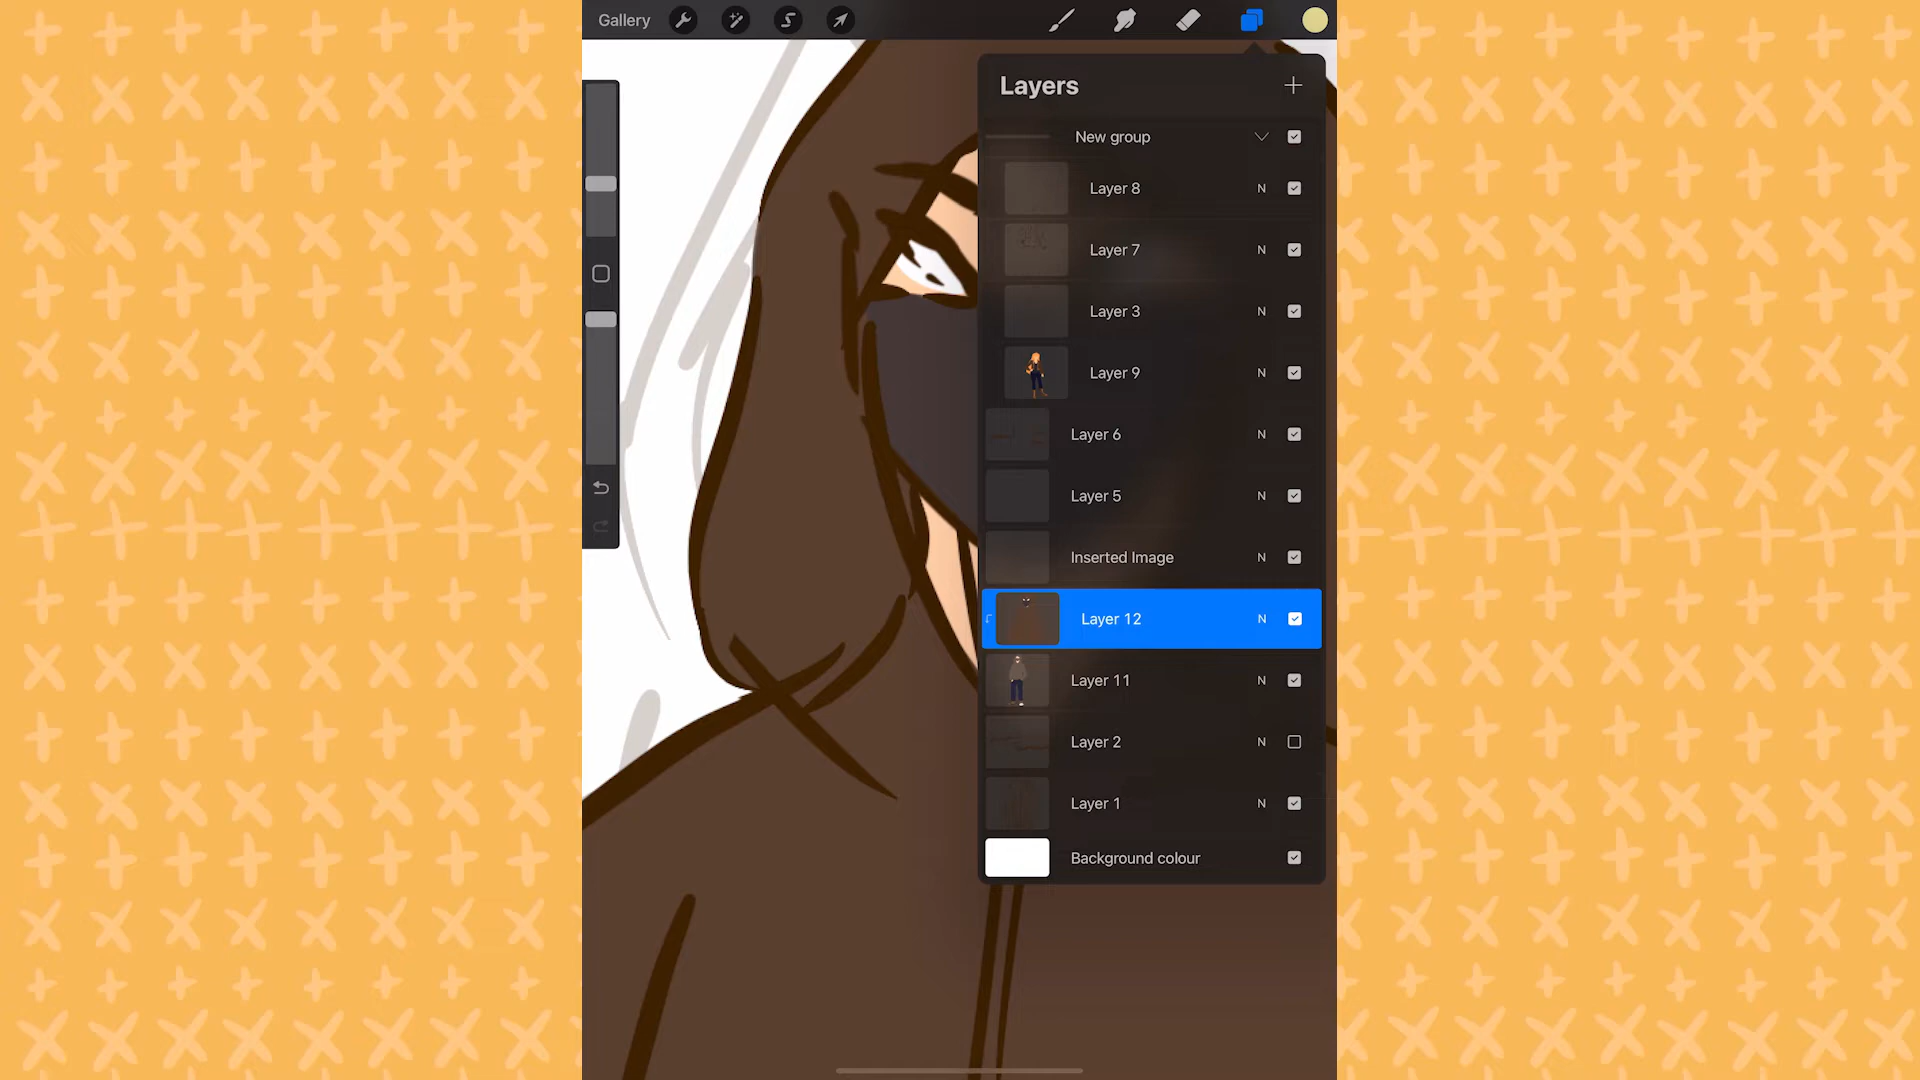 Gallery
Layers
New group
Layer 8 N
Layer 7 N
Layer 3 N
Layer 9 N
Layer 6 N
Layer 5 N
Inserted Image N
Layer 12 N
Layer 11 N
Layer 2 N
Layer 1 N
Background colour